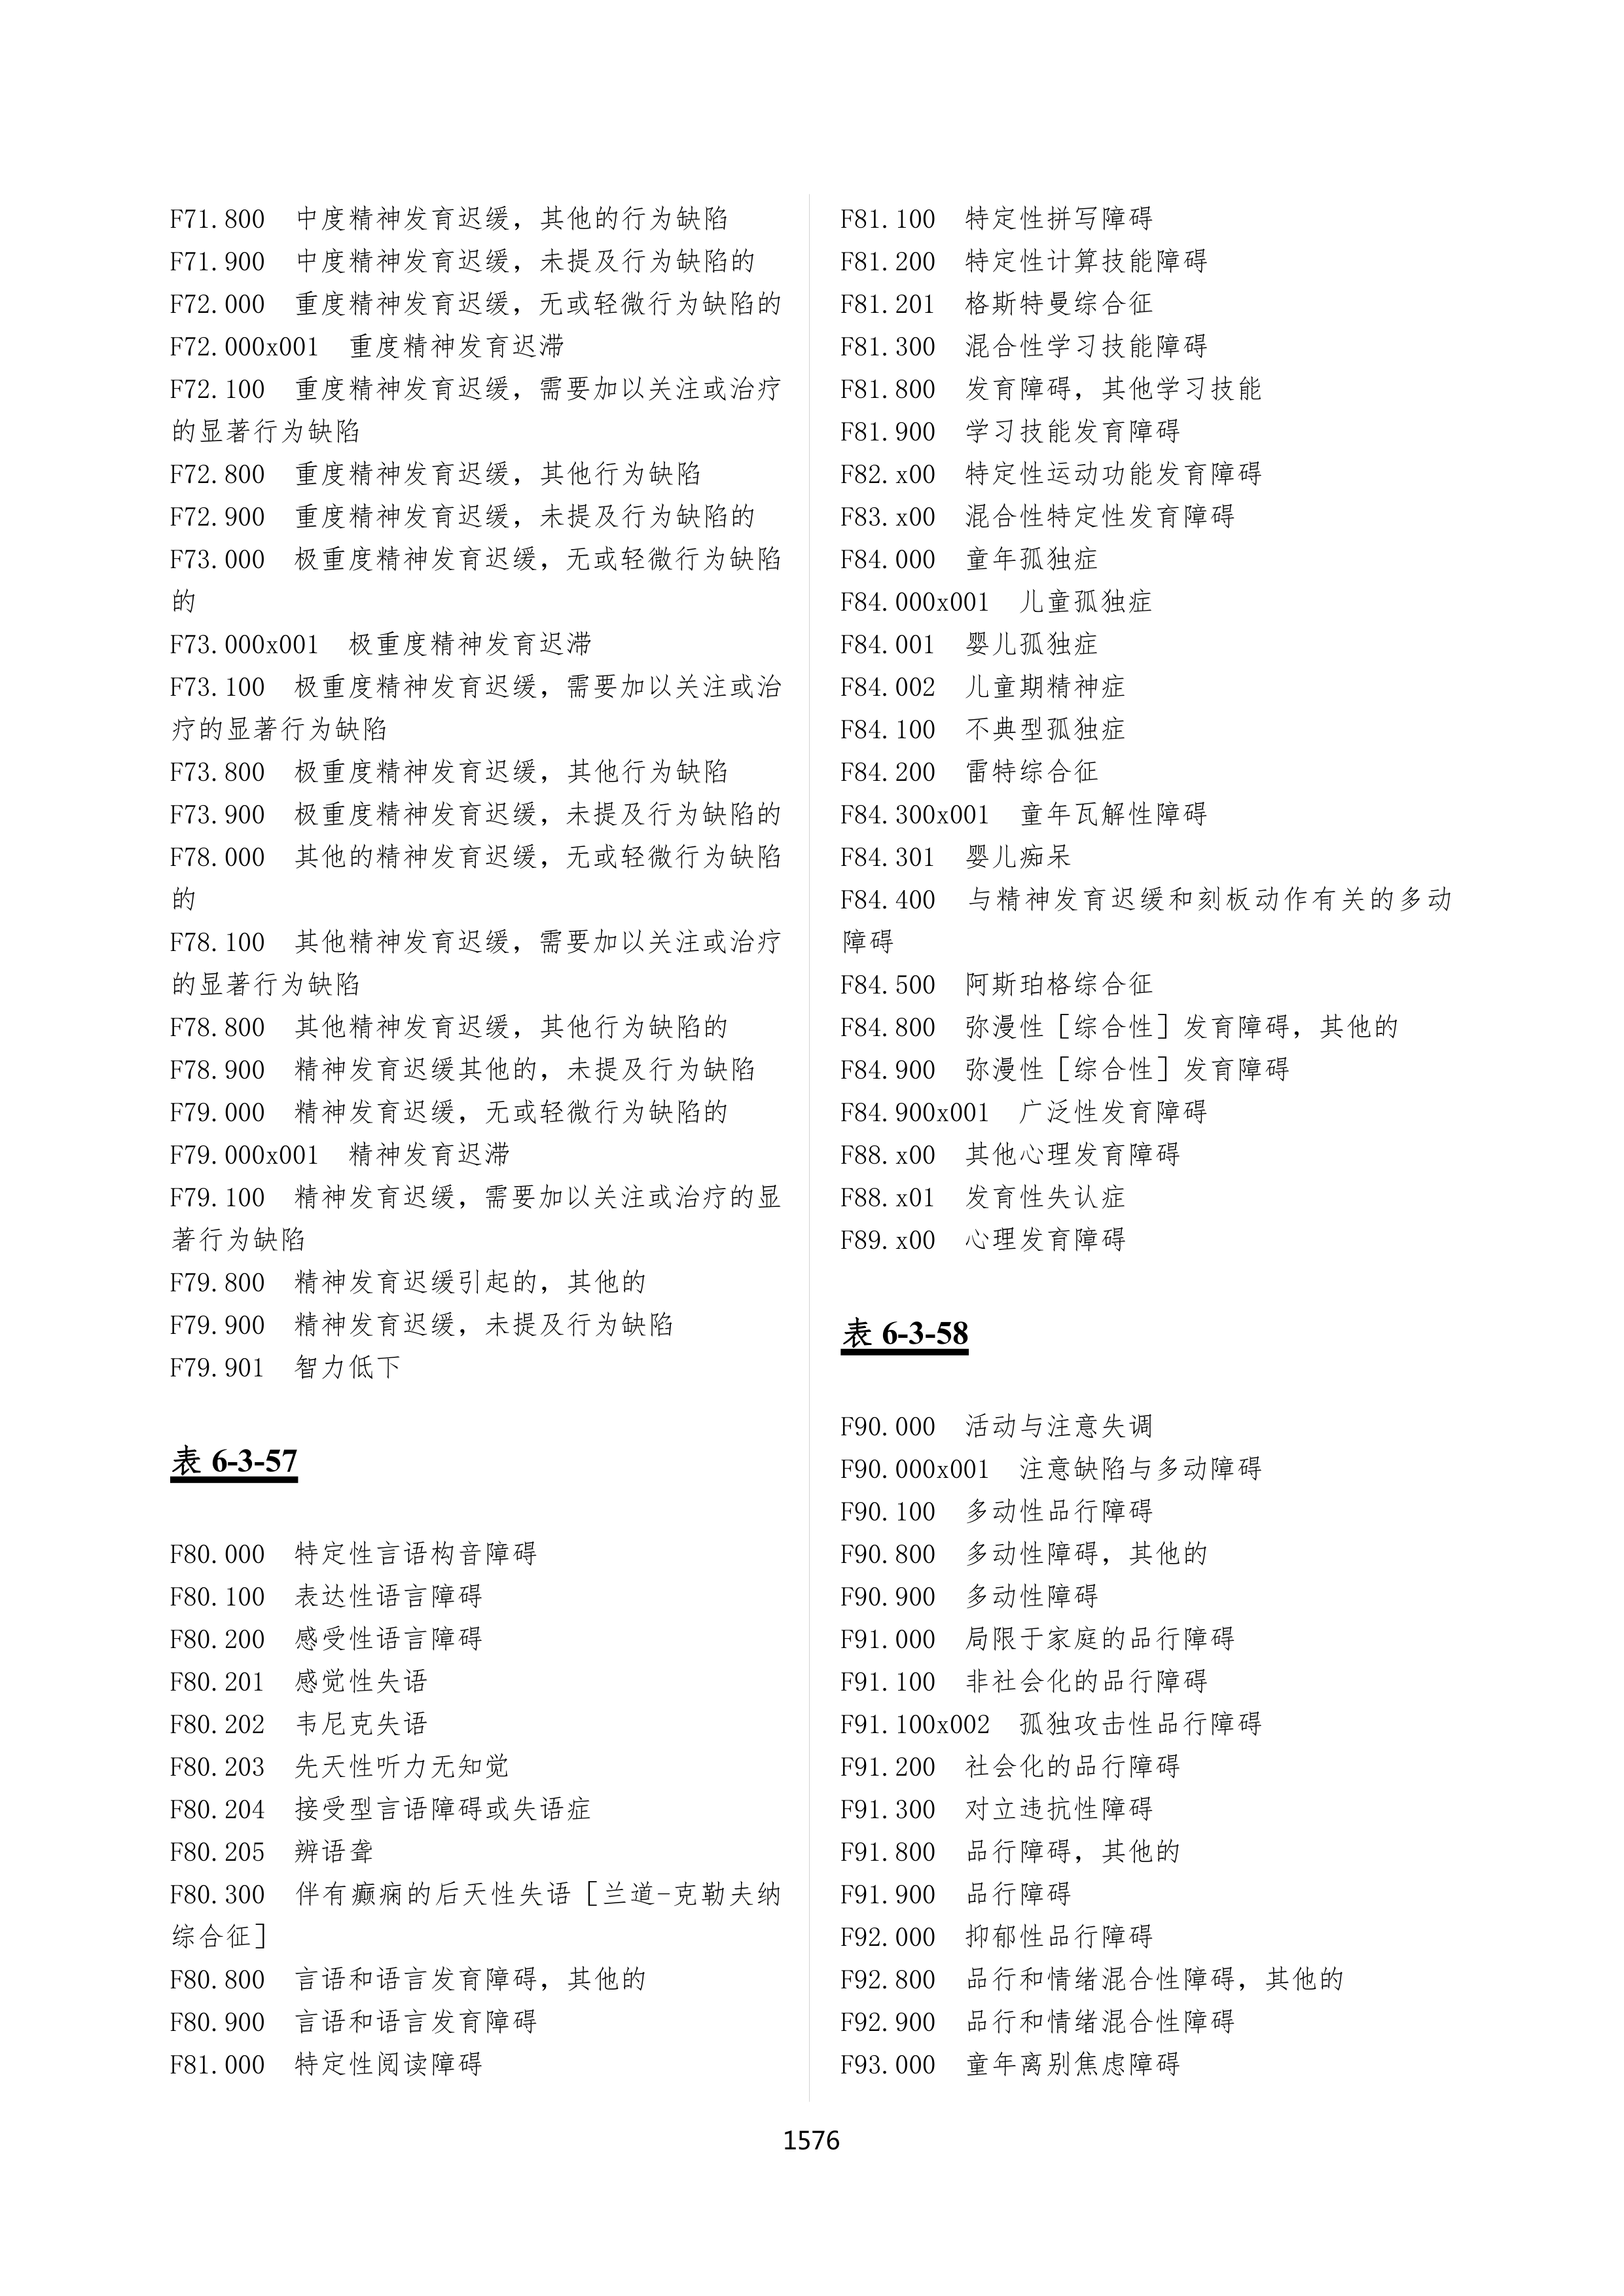 F71.800 中度精神发育迟缓，其他的行为缺陷
F71.900 中度精神发育迟缓，未提及行为缺陷的
F72.000 重度精神发育迟缓，无或轻微行为缺陷的
F72.000x001 重度精神发育迟滞
F72.100 重度精神发育迟缓，需要加以关注或治疗
的显著行为缺陷
F72.800 重度精神发育迟缓，其他行为缺陷
F72.900 重度精神发育迟缓，未提及行为缺陷的
F73.000 极重度精神发育迟缓，无或轻微行为缺陷
的
F73.000x001 极重度精神发育迟滞
F73.100 极重度精神发育迟缓，需要加以关注或治
疗的显著行为缺陷
F73.800 极重度精神发育迟缓，其他行为缺陷
F73.900 极重度精神发育迟缓，未提及行为缺陷的
F78.000 其他的精神发育迟缓，无或轻微行为缺陷
的
F78.100 其他精神发育迟缓，需要加以关注或治疗
的显著行为缺陷
F78.800 其他精神发育迟缓，其他行为缺陷的
F78.900 精神发育迟缓其他的，未提及行为缺陷
F79.000 精神发育迟缓，无或轻微行为缺陷的
F79.000x001 精神发育迟滞
F79.100 精神发育迟缓，需要加以关注或治疗的显
著行为缺陷
F79.800 精神发育迟缓引起的，其他的
F79.900 精神发育迟缓，未提及行为缺陷
F79.901 智力低下
表 6-3-57
F80.000 特定性言语构音障碍
F80.100 表达性语言障碍
F80.200 感受性语言障碍
F80.201 感觉性失语
F80.202 韦尼克失语
F80.203 先天性听力无知觉
F80.204 接受型言语障碍或失语症
F80.205 辨语聋
F80.300 伴有癫痫的后天性失语［兰道-克勒夫纳
综合征］
F80.800 言语和语言发育障碍，其他的
F80.900 言语和语言发育障碍
F81.000 特定性阅读障碍
F81.100 特定性拼写障碍
F81.200 特定性计算技能障碍
F81.201 格斯特曼综合征
F81.300 混合性学习技能障碍
F81.800 发育障碍，其他学习技能
F81.900 学习技能发育障碍
F82.x00 特定性运动功能发育障碍
F83.x00 混合性特定性发育障碍
F84.000 童年孤独症
F84.000x001 儿童孤独症
F84.001 婴儿孤独症
F84.002 儿童期精神症
F84.100 不典型孤独症
F84.200 雷特综合征
F84.300x001 童年瓦解性障碍
F84.301 婴儿痴呆
F84.400 与精神发育迟缓和刻板动作有关的多动
障碍
F84.500 阿斯珀格综合征
F84.800 弥漫性［综合性］发育障碍，其他的
F84.900 弥漫性［综合性］发育障碍
F84.900x001 广泛性发育障碍
F88.x00 其他心理发育障碍
F88.x01 发育性失认症
F89.x00 心理发育障碍
表 6-3-58
F90.000 活动与注意失调
F90.000x001 注意缺陷与多动障碍
F90.100 多动性品行障碍
F90.800 多动性障碍，其他的
F90.900 多动性障碍
F91.000 局限于家庭的品行障碍
F91.100 非社会化的品行障碍
F91.100x002 孤独攻击性品行障碍
F91.200 社会化的品行障碍
F91.300 对立违抗性障碍
F91.800 品行障碍，其他的
F91.900 品行障碍
F92.000 抑郁性品行障碍
F92.800 品行和情绪混合性障碍，其他的
F92.900 品行和情绪混合性障碍
F93.000 童年离别焦虑障碍
1576